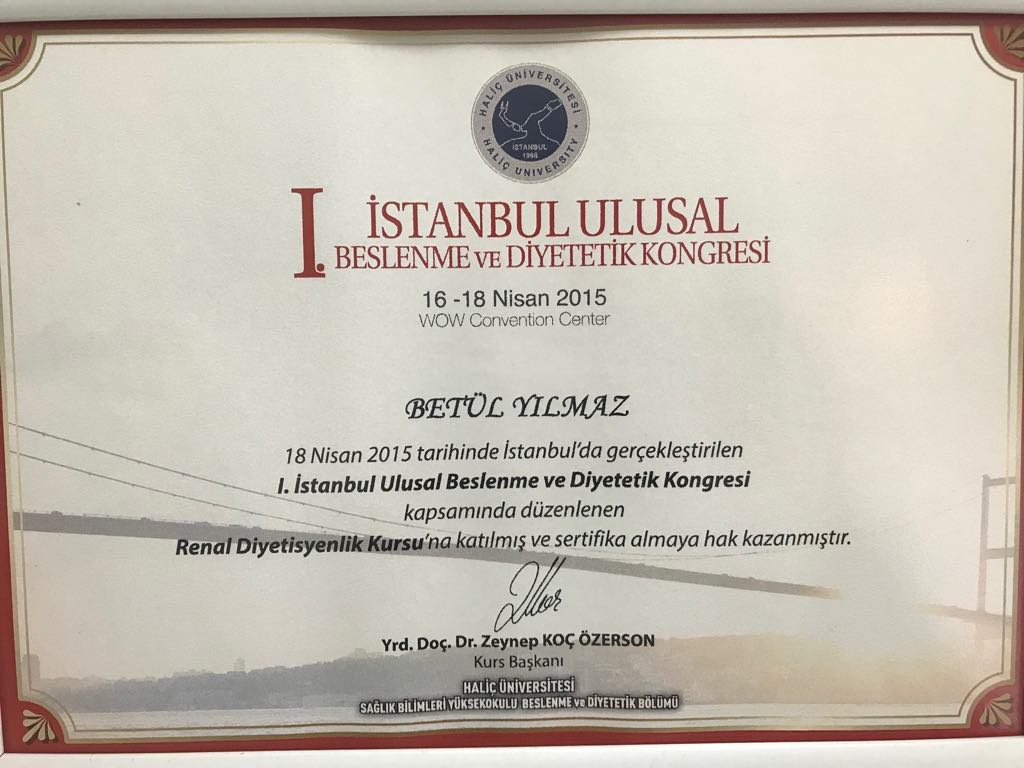 HALİÇ ÜNİVERSİTESİ
İSTANBUL
1998
HALİÇ UNIVERSITY
I. İSTANBUL ULUSAL
BESLENME VE DİYETETİK KONGRESİ
16 -18 Nisan 2015
WOW Convention Center
BETÜL YILMAZ
18 Nisan 2015 tarihinde İstanbul'da gerçekleştirilen
I. İstanbul Ulusal Beslenme ve Diyetetik Kongresi
kapsamında düzenlenen
Renal Diyetisyenlik Kursu'na katılmış ve sertifika almaya hak kazanmıştır.
Yrd. Doç. Dr. Zeynep KOÇ ÖZERSON
Kurs Başkanı
HALİÇ ÜNİVERSİTESİ
SAĞLIK BİLİMLERİ YÜKSEKOKULU BESLENME ve DİYETETİK BÖLÜMÜ